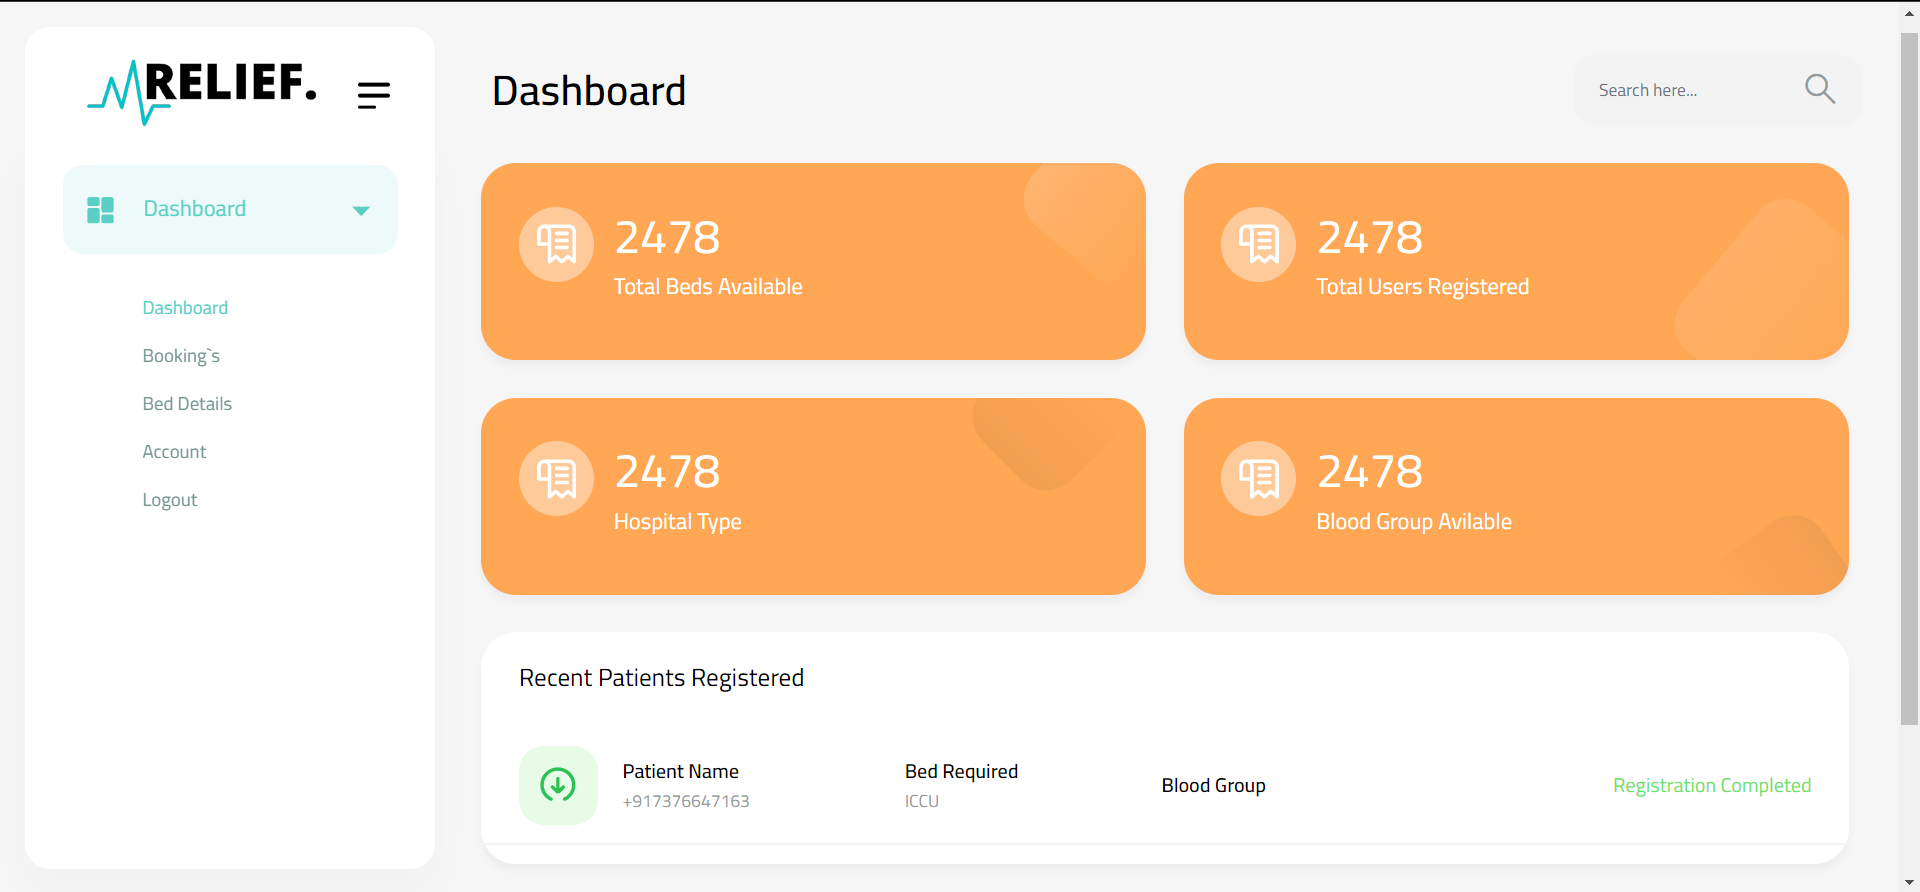 RELIEF.
Dashboard
Dashboard
Booking`s
Bed Details
Account
Logout
Dashboard
Search here...
2478
Total Beds Available
2478
Total Users Registered
2478
Hospital Type
2478
Blood Group Avilable
Recent Patients Registered
Patient Name
+917376647163
Bed Required
ICCU
Blood Group
Registration Completed